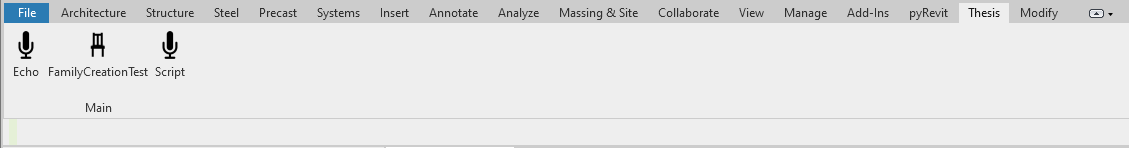 File Architecture Structure Steel Precast Systems Insert Annotate Analyze Massing & Site Collaborate View Manage Add-Ins pyRevit Thesis Modify
Echo FamilyCreationTest Script
Main